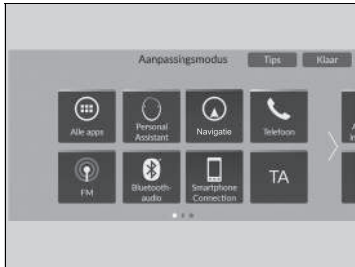 Aanpassingsmodus Tips Klaar
Alle apps Personal Assistant Navigatie Telefoon
FM Bluetooth-audio Smartphone Connection TA